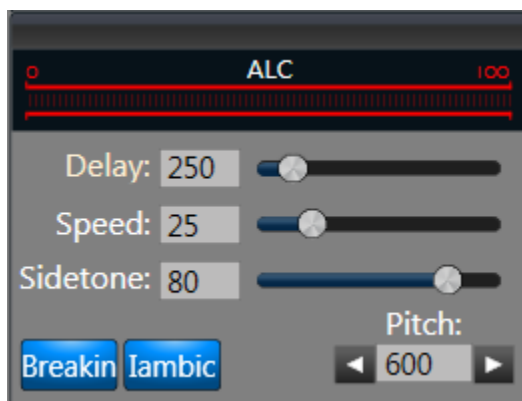 0 ALC 100
Delay: 250
Speed: 25
Sidetone: 80
Pitch:
Breakin Iambic 600